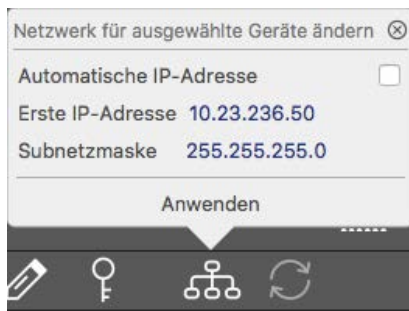 Netzwerk für ausgewählte Geräte ändern
Automatische IP-Adresse
Erste IP-Adresse 10.23.236.50
Subnetzmaske 255.255.255.0
Anwenden